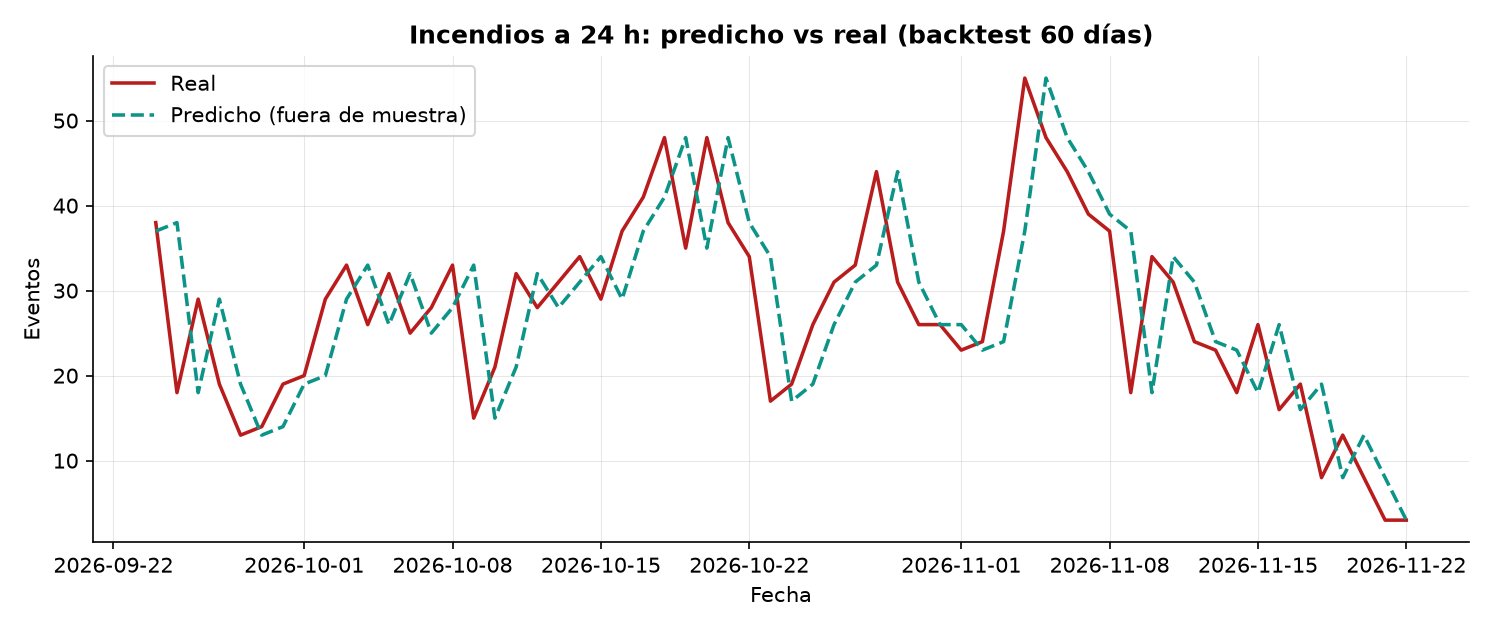 Incendios a 24 h: predicho vs real (backtest 60 días)
Real
Predicho (fuera de muestra)
Eventos
50
40
30
20
10
2026-09-22
2026-10-01
2026-10-08
2026-10-15
2026-10-22
2026-11-01
2026-11-08
2026-11-15
2026-11-22
Fecha